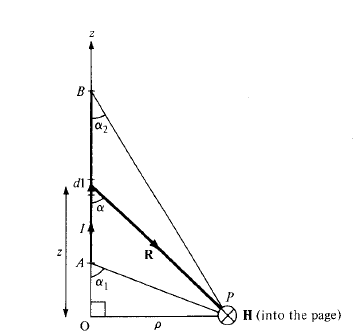 z
B
α₂
dl
α
I
z
R
A
α₁
P
H (into the page)
O
ρ